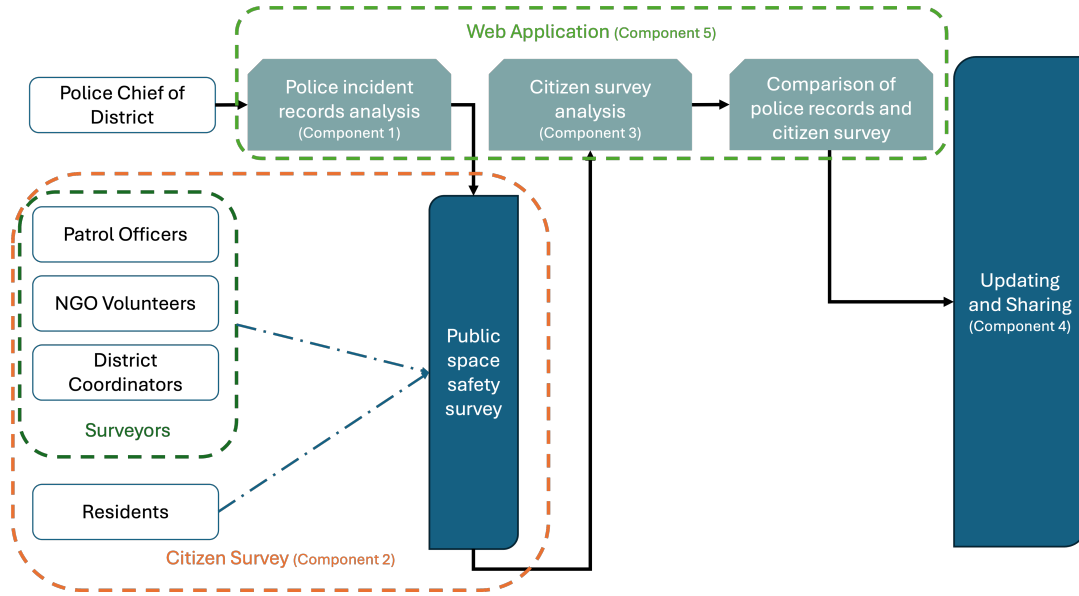 Web Application (Component 5)
Police Chief of
District
Police incident
records analysis
(Component 1)
Citizen survey
analysis
(Component 3)
Comparison of
police records and
citizen survey
Patrol Officers
NGO Volunteers
District
Coordinators
Surveyors
Residents
Citizen Survey (Component 2)
Public
space
safety
survey
Updating
and Sharing
(Component 4)